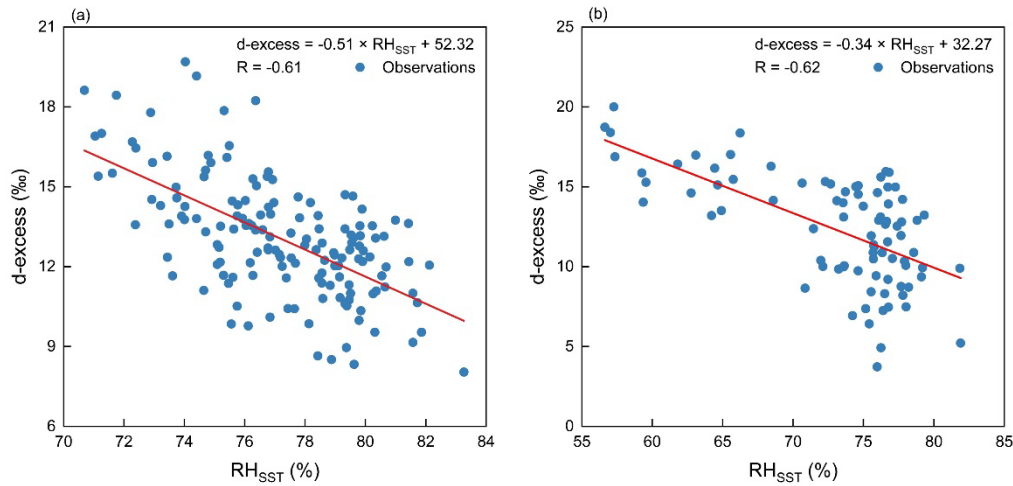 (a)
d-excess = -0.51 × RH_SST + 52.32
R = -0.61 Observations
21
18
15
12
9
6
d-excess (‰)
70 72 74 76 78 80 82 84
RH_SST (%)
(b)
d-excess = -0.34 × RH_SST + 32.27
R = -0.62 Observations
25
20
15
10
5
0
d-excess (‰)
55 60 65 70 75 80 85
RH_SST (%)